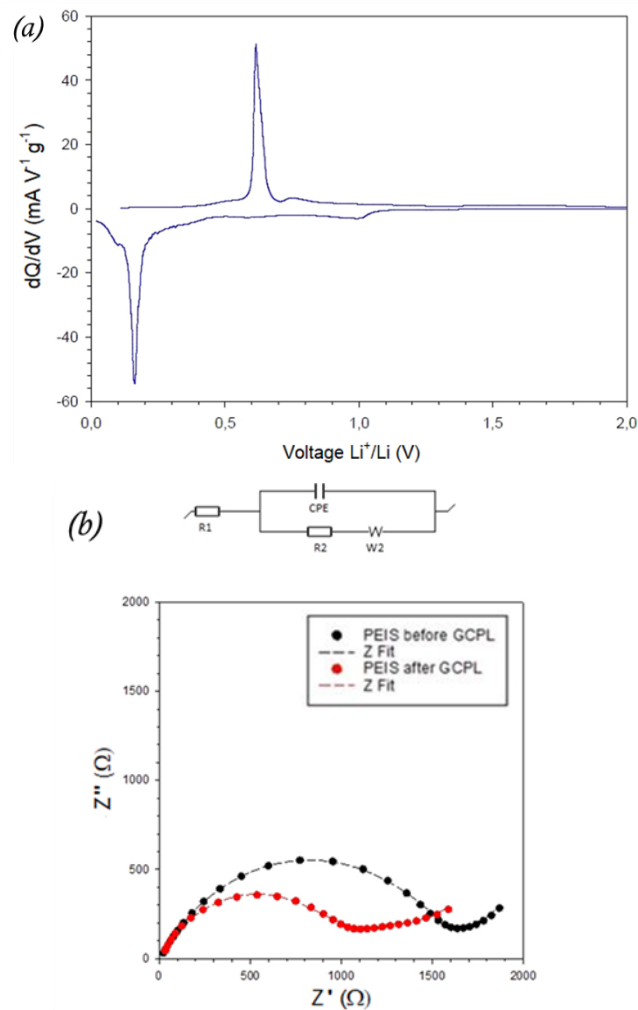 (a)
60
40
20
0
-20
-40
-60
dQ/dV (mA V⁻¹ g⁻¹)
0,0 0,5 1,0 1,5 2,0
Voltage Li⁺/Li (V)
(b)
CPE
R1
R2 W2
2000
1500
1000
500
0
Z'' (Ω)
PEIS before GCPL
Z Fit
PEIS after GCPL
Z Fit
0 500 1000 1500 2000
Z' (Ω)